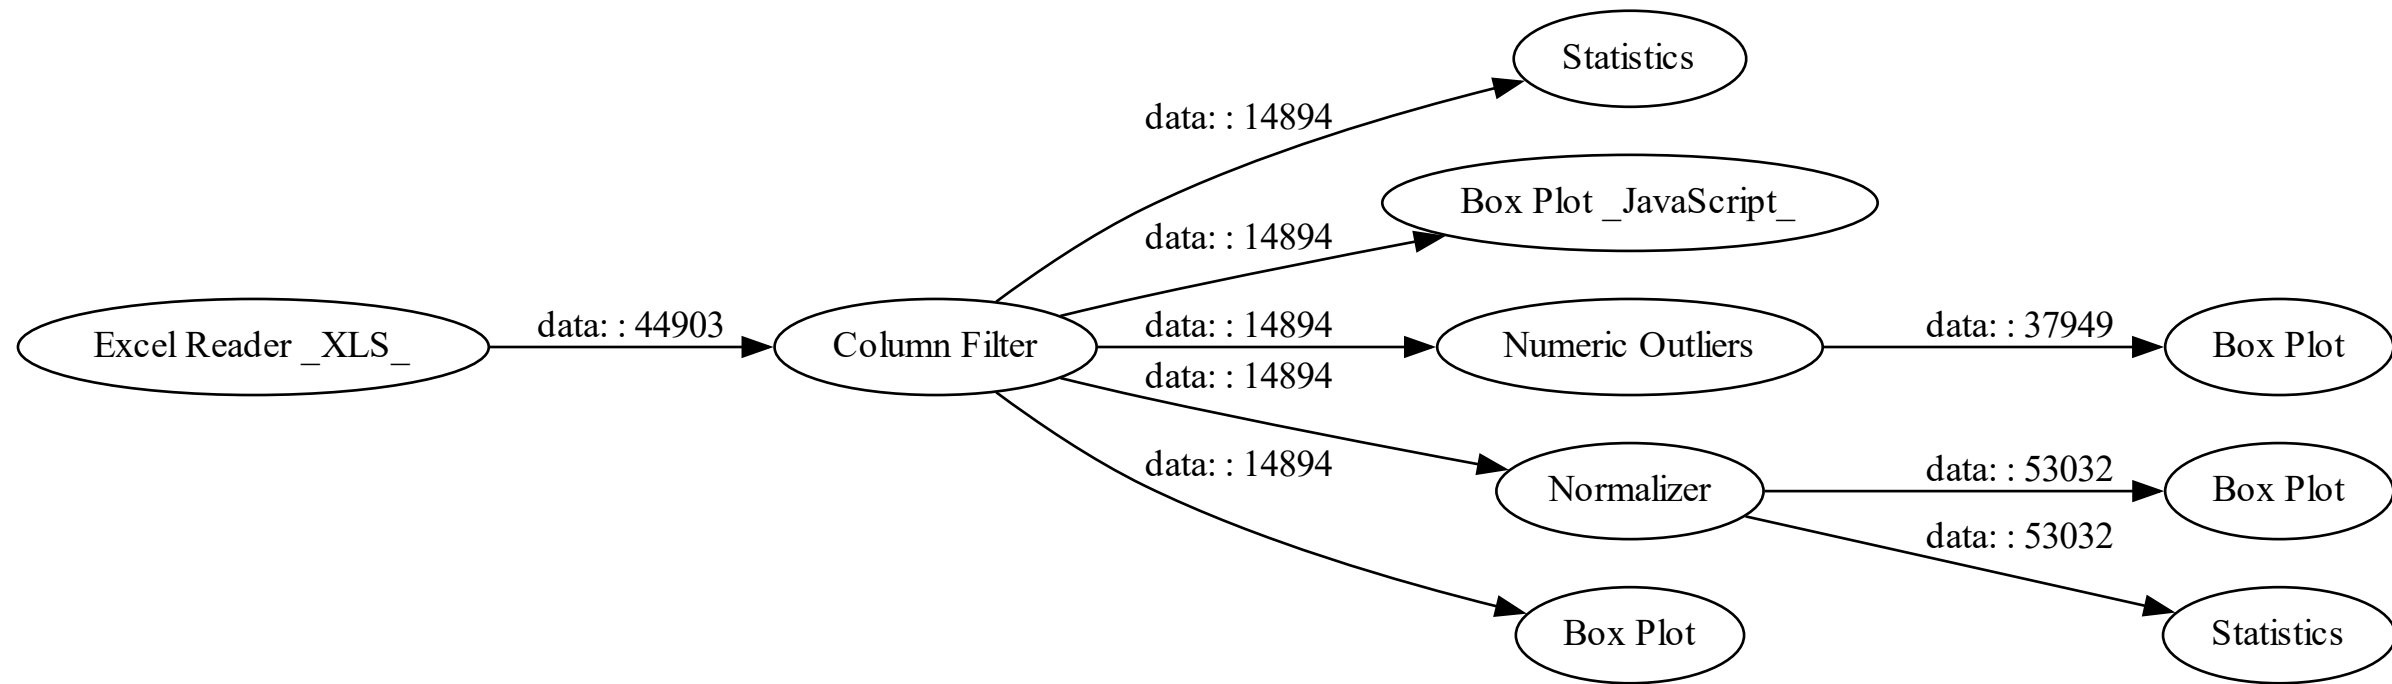 Statistics
data: : 14894
Box Plot _JavaScript_
data: : 14894
Excel Reader _XLS_
data: : 44903
Column Filter
data: : 14894
Numeric Outliers
data: : 37949
Box Plot
data: : 14894
Normalizer
data: : 53032
Box Plot
data: : 14894
data: : 53032
Box Plot
Statistics